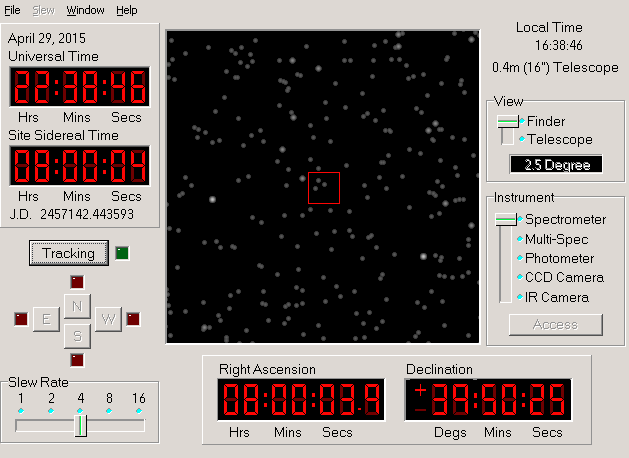 File Slew Window Help
April 29, 2015
Universal Time
22:38:46
Hrs Mins Secs
Site Sidereal Time
08:00:04
Hrs Mins Secs
J.D. 2457142.443593
Tracking
N
E W
S
Slew Rate
1 2 4 8 16
Local Time
16:38:46
0.4m (16") Telescope
View
Finder
Telescope
2.5 Degree
Instrument
Spectrometer
Multi-Spec
Photometer
CCD Camera
IR Camera
Access
Right Ascension
08:00:03.9
Hrs Mins Secs
Declination
+39:50:25
Degs Mins Secs